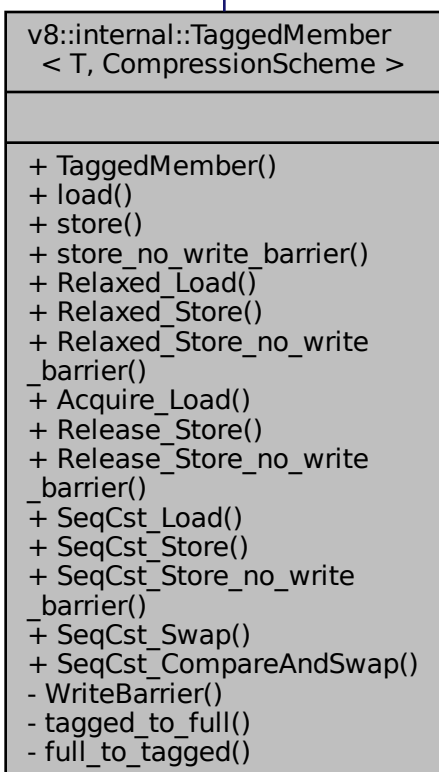 v8::internal::TaggedMember
< T, CompressionScheme >
+ TaggedMember()
+ load()
+ store()
+ store_no_write_barrier()
+ Relaxed_Load()
+ Relaxed_Store()
+ Relaxed_Store_no_write
_barrier()
+ Acquire_Load()
+ Release_Store()
+ Release_Store_no_write
_barrier()
+ SeqCst_Load()
+ SeqCst_Store()
+ SeqCst_Store_no_write
_barrier()
+ SeqCst_Swap()
+ SeqCst_CompareAndSwap()
- WriteBarrier()
- tagged_to_full()
- full_to_tagged()